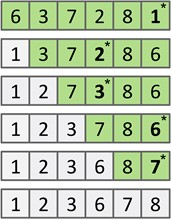 6 3 7 2 8 1*
1 3 7 2* 8 6
1 2 7 3* 8 6
1 2 3 7 8 6*
1 2 3 6 8 7*
1 2 3 6 7 8